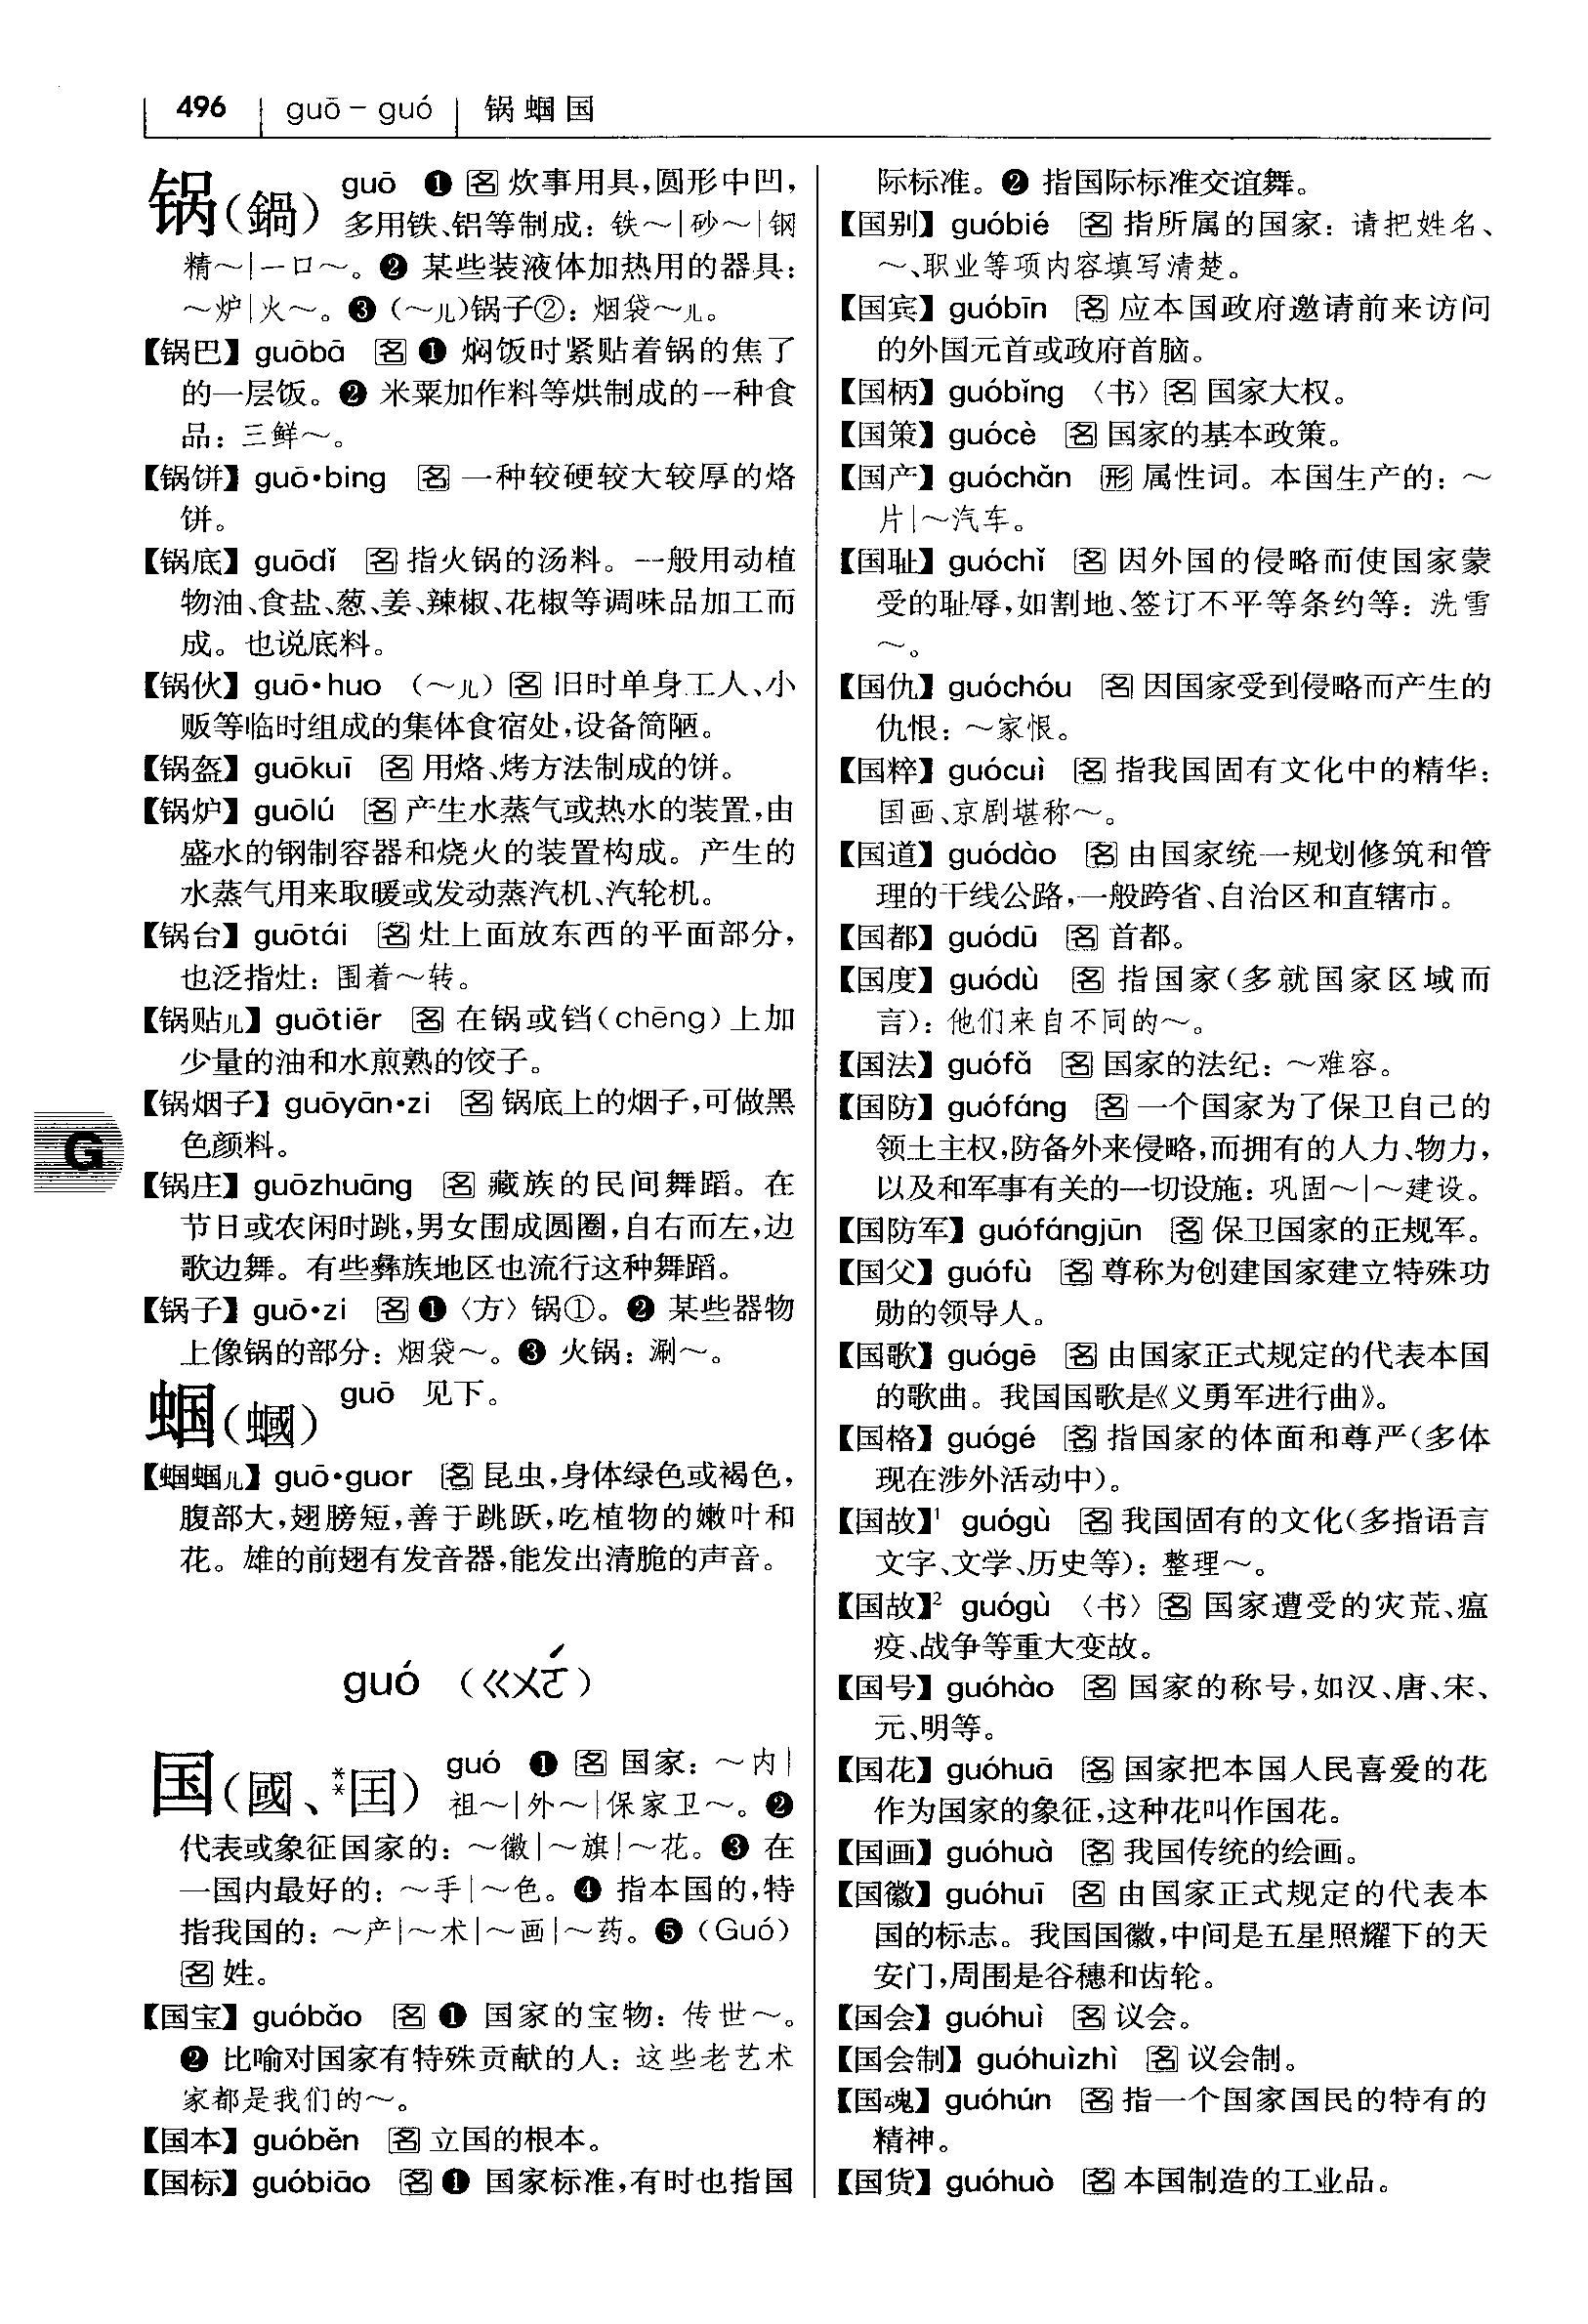 496 guō－guó 锅蝈国
锅(鍋) guō ❶ 名 炊事用具，圆形中凹，
多用铁、铝等制成：铁～|砂～|钢
精～|一口～。❷ 某些装液体加热用的器具：
～炉|火～。❸（～儿）锅子②：烟袋～儿。
【锅巴】guōbā 名 ❶ 焖饭时紧贴着锅的焦了
的一层饭。❷ 米粟加作料等烘制成的一种食
品：三鲜～。
【锅饼】guō•bing 名 一种较硬较大较厚的烙
饼。
【锅底】guōdǐ 名 指火锅的汤料。一般用动植
物油、食盐、葱、姜、辣椒、花椒等调味品加工而
成。也说底料。
【锅伙】guō•huo （～儿）名 旧时单身工人、小
贩等临时组成的集体食宿处，设备简陋。
【锅盔】guōkuī 名 用烙、烤方法制成的饼。
【锅炉】guōlú 名 产生水蒸气或热水的装置，由
盛水的钢制容器和烧火的装置构成。产生的
水蒸气用来取暖或发动蒸汽机、汽轮机。
【锅台】guōtái 名 灶上面放东西的平面部分，
也泛指灶：围着～转。
【锅贴儿】guōtiēr 名 在锅或铛（chēng）上加
少量的油和水煎熟的饺子。
【锅烟子】guōyān•zi 名 锅底上的烟子，可做黑
色颜料。
【锅庄】guōzhuāng 名 藏族的民间舞蹈。在
节日或农闲时跳，男女围成圆圈，自右而左，边
歌边舞。有些彝族地区也流行这种舞蹈。
【锅子】guō•zi 名 ❶〈方〉锅①。❷ 某些器物
上像锅的部分：烟袋～。❸ 火锅：涮～。
蝈(蟈) guō 见下。
【蝈蝈儿】guō•guor 名 昆虫，身体绿色或褐色，
腹部大，翅膀短，善于跳跃，吃植物的嫩叶和
花。雄的前翅有发音器，能发出清脆的声音。
guó （ㄍㄨㄛˊ）
国(國、⁑囯) guó ❶ 名 国家：～内|
祖～|外～|保家卫～。❷
代表或象征国家的：～徽|～旗|～花。❸ 在
一国内最好的：～手|～色。❹ 指本国的，特
指我国的：～产|～术|～画|～药。❺（Guó）
名 姓。
【国宝】guóbǎo 名 ❶ 国家的宝物：传世～。
❷ 比喻对国家有特殊贡献的人：这些老艺术
家都是我们的～。
【国本】guóběn 名 立国的根本。
【国标】guóbiāo 名 ❶ 国家标准，有时也指国
际标准。❷ 指国际标准交谊舞。
【国别】guóbié 名 指所属的国家：请把姓名、
～、职业等项内容填写清楚。
【国宾】guóbīn 名 应本国政府邀请前来访问
的外国元首或政府首脑。
【国柄】guóbǐng 〈书〉名 国家大权。
【国策】guócè 名 国家的基本政策。
【国产】guóchǎn 形 属性词。本国生产的：～
片|～汽车。
【国耻】guóchǐ 名 因外国的侵略而使国家蒙
受的耻辱，如割地、签订不平等条约等：洗雪
～。
【国仇】guóchóu 名 因国家受到侵略而产生的
仇恨：～家恨。
【国粹】guócuì 名 指我国固有文化中的精华：
国画、京剧堪称～。
【国道】guódào 名 由国家统一规划修筑和管
理的干线公路，一般跨省、自治区和直辖市。
【国都】guódū 名 首都。
【国度】guódù 名 指国家（多就国家区域而
言）：他们来自不同的～。
【国法】guófǎ 名 国家的法纪：～难容。
【国防】guófáng 名 一个国家为了保卫自己的
领土主权，防备外来侵略，而拥有的人力、物力，
以及和军事有关的一切设施：巩固～|～建设。
【国防军】guófángjūn 名 保卫国家的正规军。
【国父】guófù 名 尊称为创建国家建立特殊功
勋的领导人。
【国歌】guógē 名 由国家正式规定的代表本国
的歌曲。我国国歌是《义勇军进行曲》。
【国格】guógé 名 指国家的体面和尊严（多体
现在涉外活动中）。
【国故】¹ guógù 名 我国固有的文化（多指语言
文字、文学、历史等）：整理～。
【国故】² guógù 〈书〉名 国家遭受的灾荒、瘟
疫、战争等重大变故。
【国号】guóhào 名 国家的称号，如汉、唐、宋、
元、明等。
【国花】guóhuā 名 国家把本国人民喜爱的花
作为国家的象征，这种花叫作国花。
【国画】guóhuà 名 我国传统的绘画。
【国徽】guóhuī 名 由国家正式规定的代表本
国的标志。我国国徽，中间是五星照耀下的天
安门，周围是谷穗和齿轮。
【国会】guóhuì 名 议会。
【国会制】guóhuìzhì 名 议会制。
【国魂】guóhún 名 指一个国家国民的特有的
精神。
【国货】guóhuò 名 本国制造的工业品。
G